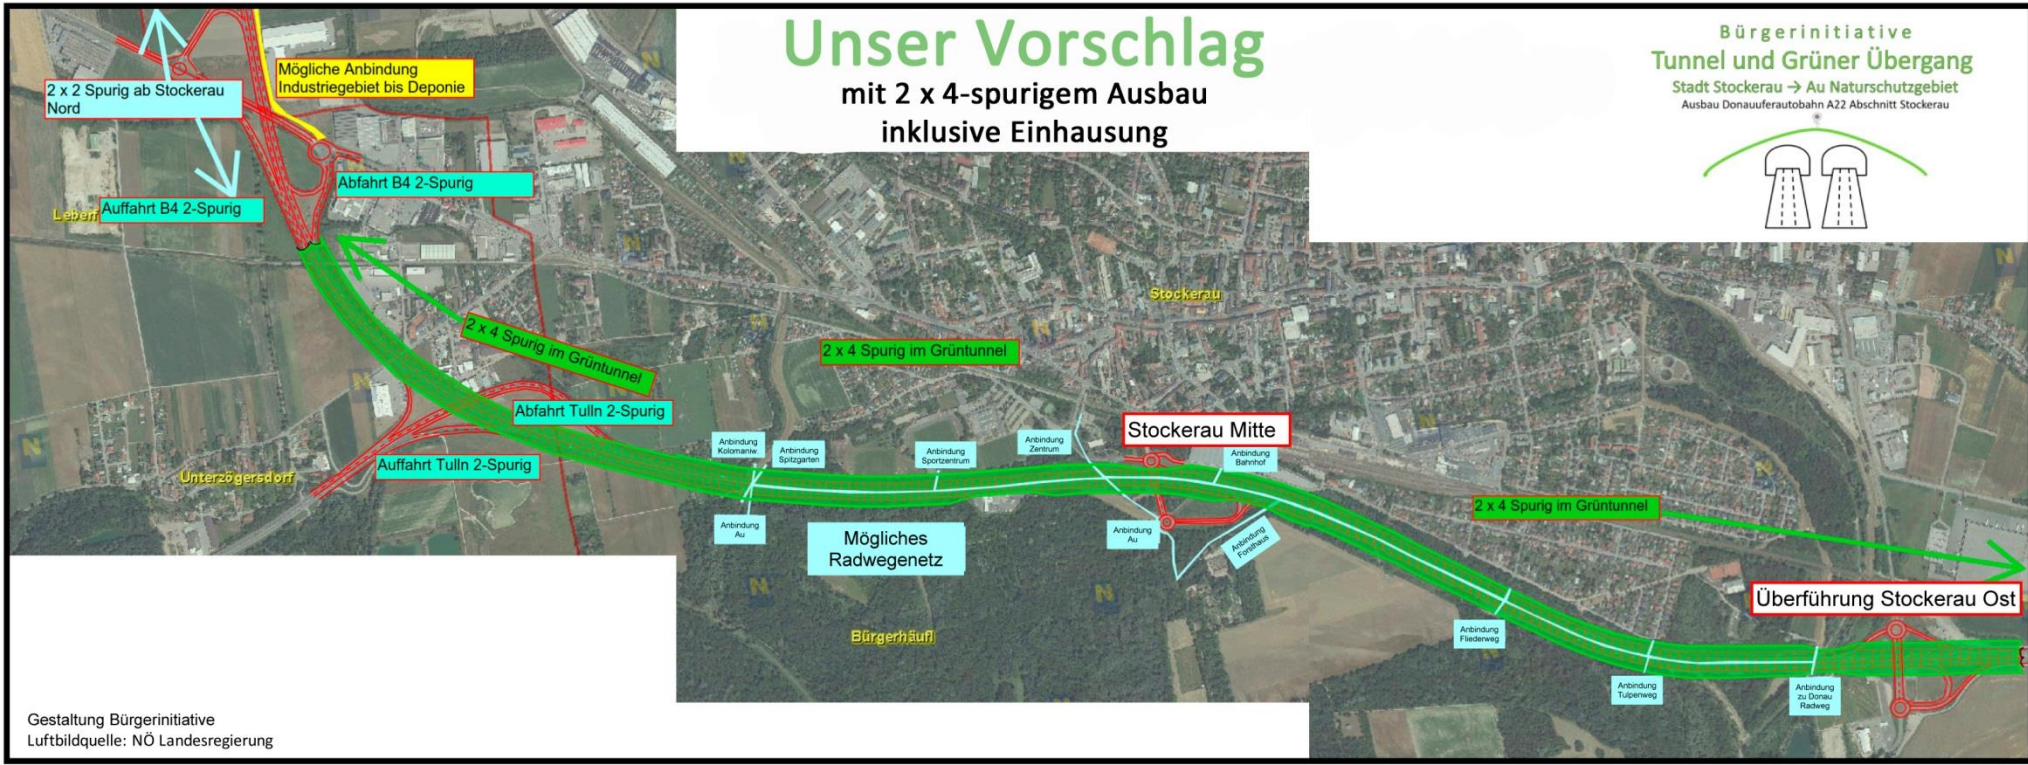 Unser Vorschlag
mit 2 x 4-spurigem Ausbau
inklusive Einhausung
Bürgerinitiative
Tunnel und Grüner Übergang
Stadt Stockerau → Au Naturschutzgebiet
Ausbau Donauuferautobahn A22 Abschnitt Stockerau
Mögliche Anbindung
Industriegebiet bis Deponie
2 x 2 Spurig ab Stockerau
Nord
Abfahrt B4 2-Spurig
Auffahrt B4 2-Spurig
2 x 4 Spurig im Grüntunnel
Stockerau
2 x 4 Spurig im Grüntunnel
Abfahrt Tulln 2-Spurig
Auffahrt Tulln 2-Spurig
Unterzögersdorf
Anbindung
Kolomaniw.
Anbindung
Spitzgarten
Anbindung
Sportzentrum
Anbindung
Zentrum
Stockerau Mitte
Anbindung
Bahnhof
2 x 4 Spurig im Grüntunnel
Anbindung
Au
Mögliches
Radwegenetz
Anbindung
Au
Anbindung
Forsthaus
Überführung Stockerau Ost
Bürgerhäufl
Anbindung
Fliederweg
Anbindung
Tulpenweg
Anbindung
zu Donau
Radweg
Gestaltung Bürgerinitiative
Luftbildquelle: NÖ Landesregierung